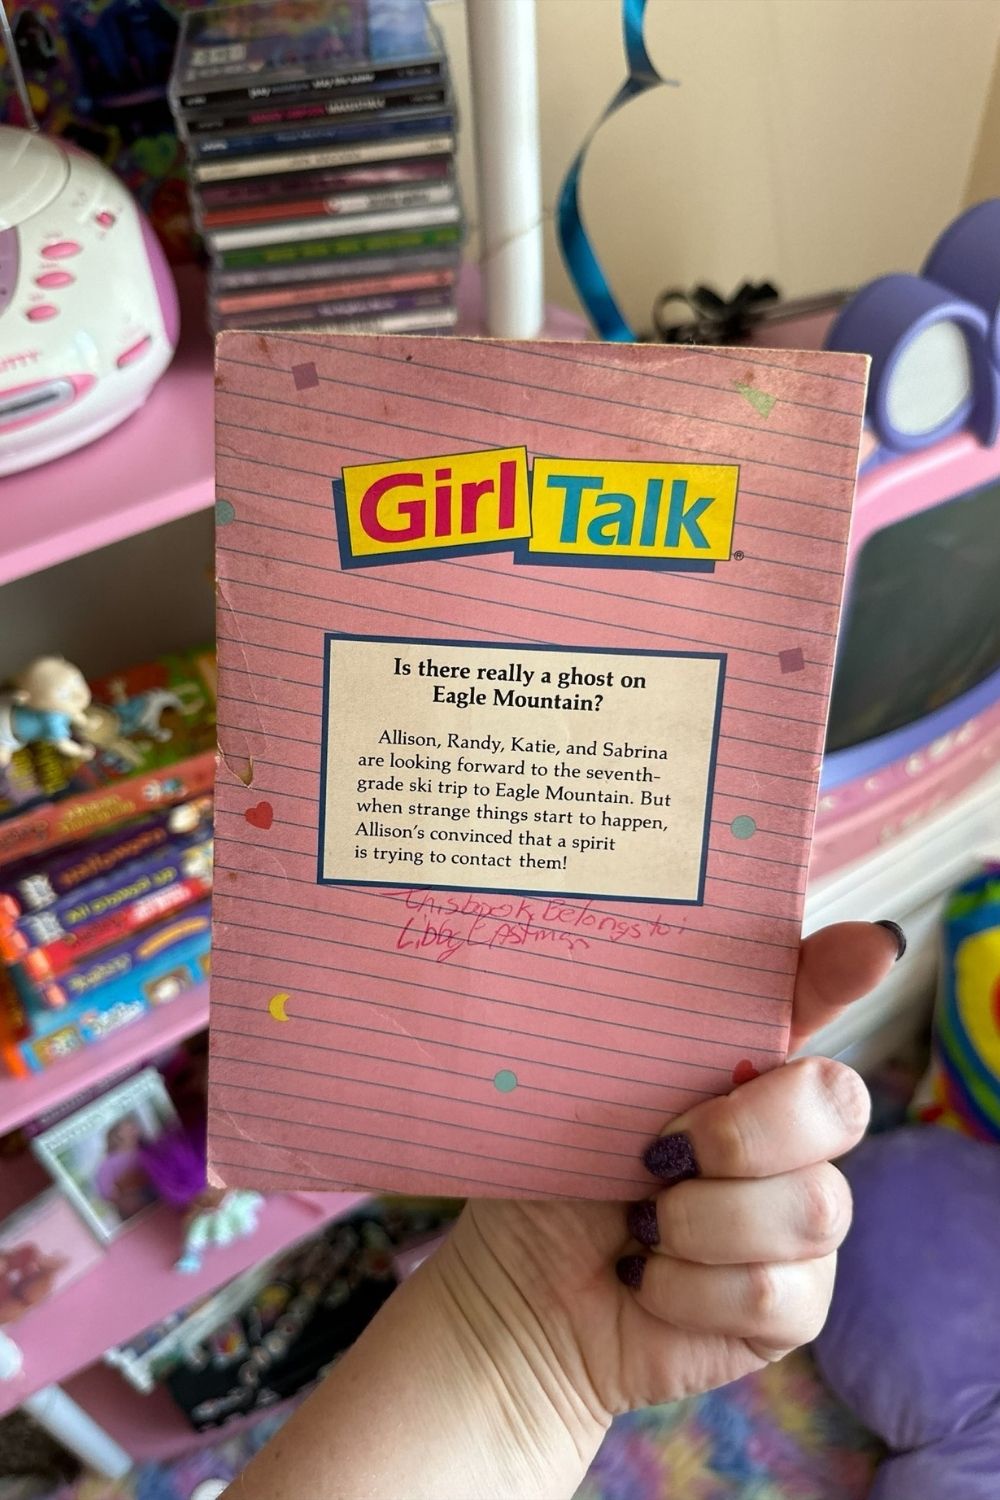 Girl Talk®
Is there really a ghost on
Eagle Mountain?
Allison, Randy, Katie, and Sabrina
are looking forward to the seventh-
grade ski trip to Eagle Mountain. But
when strange things start to happen,
Allison's convinced that a spirit
is trying to contact them!
This book Belongs to:
Libby Eastman